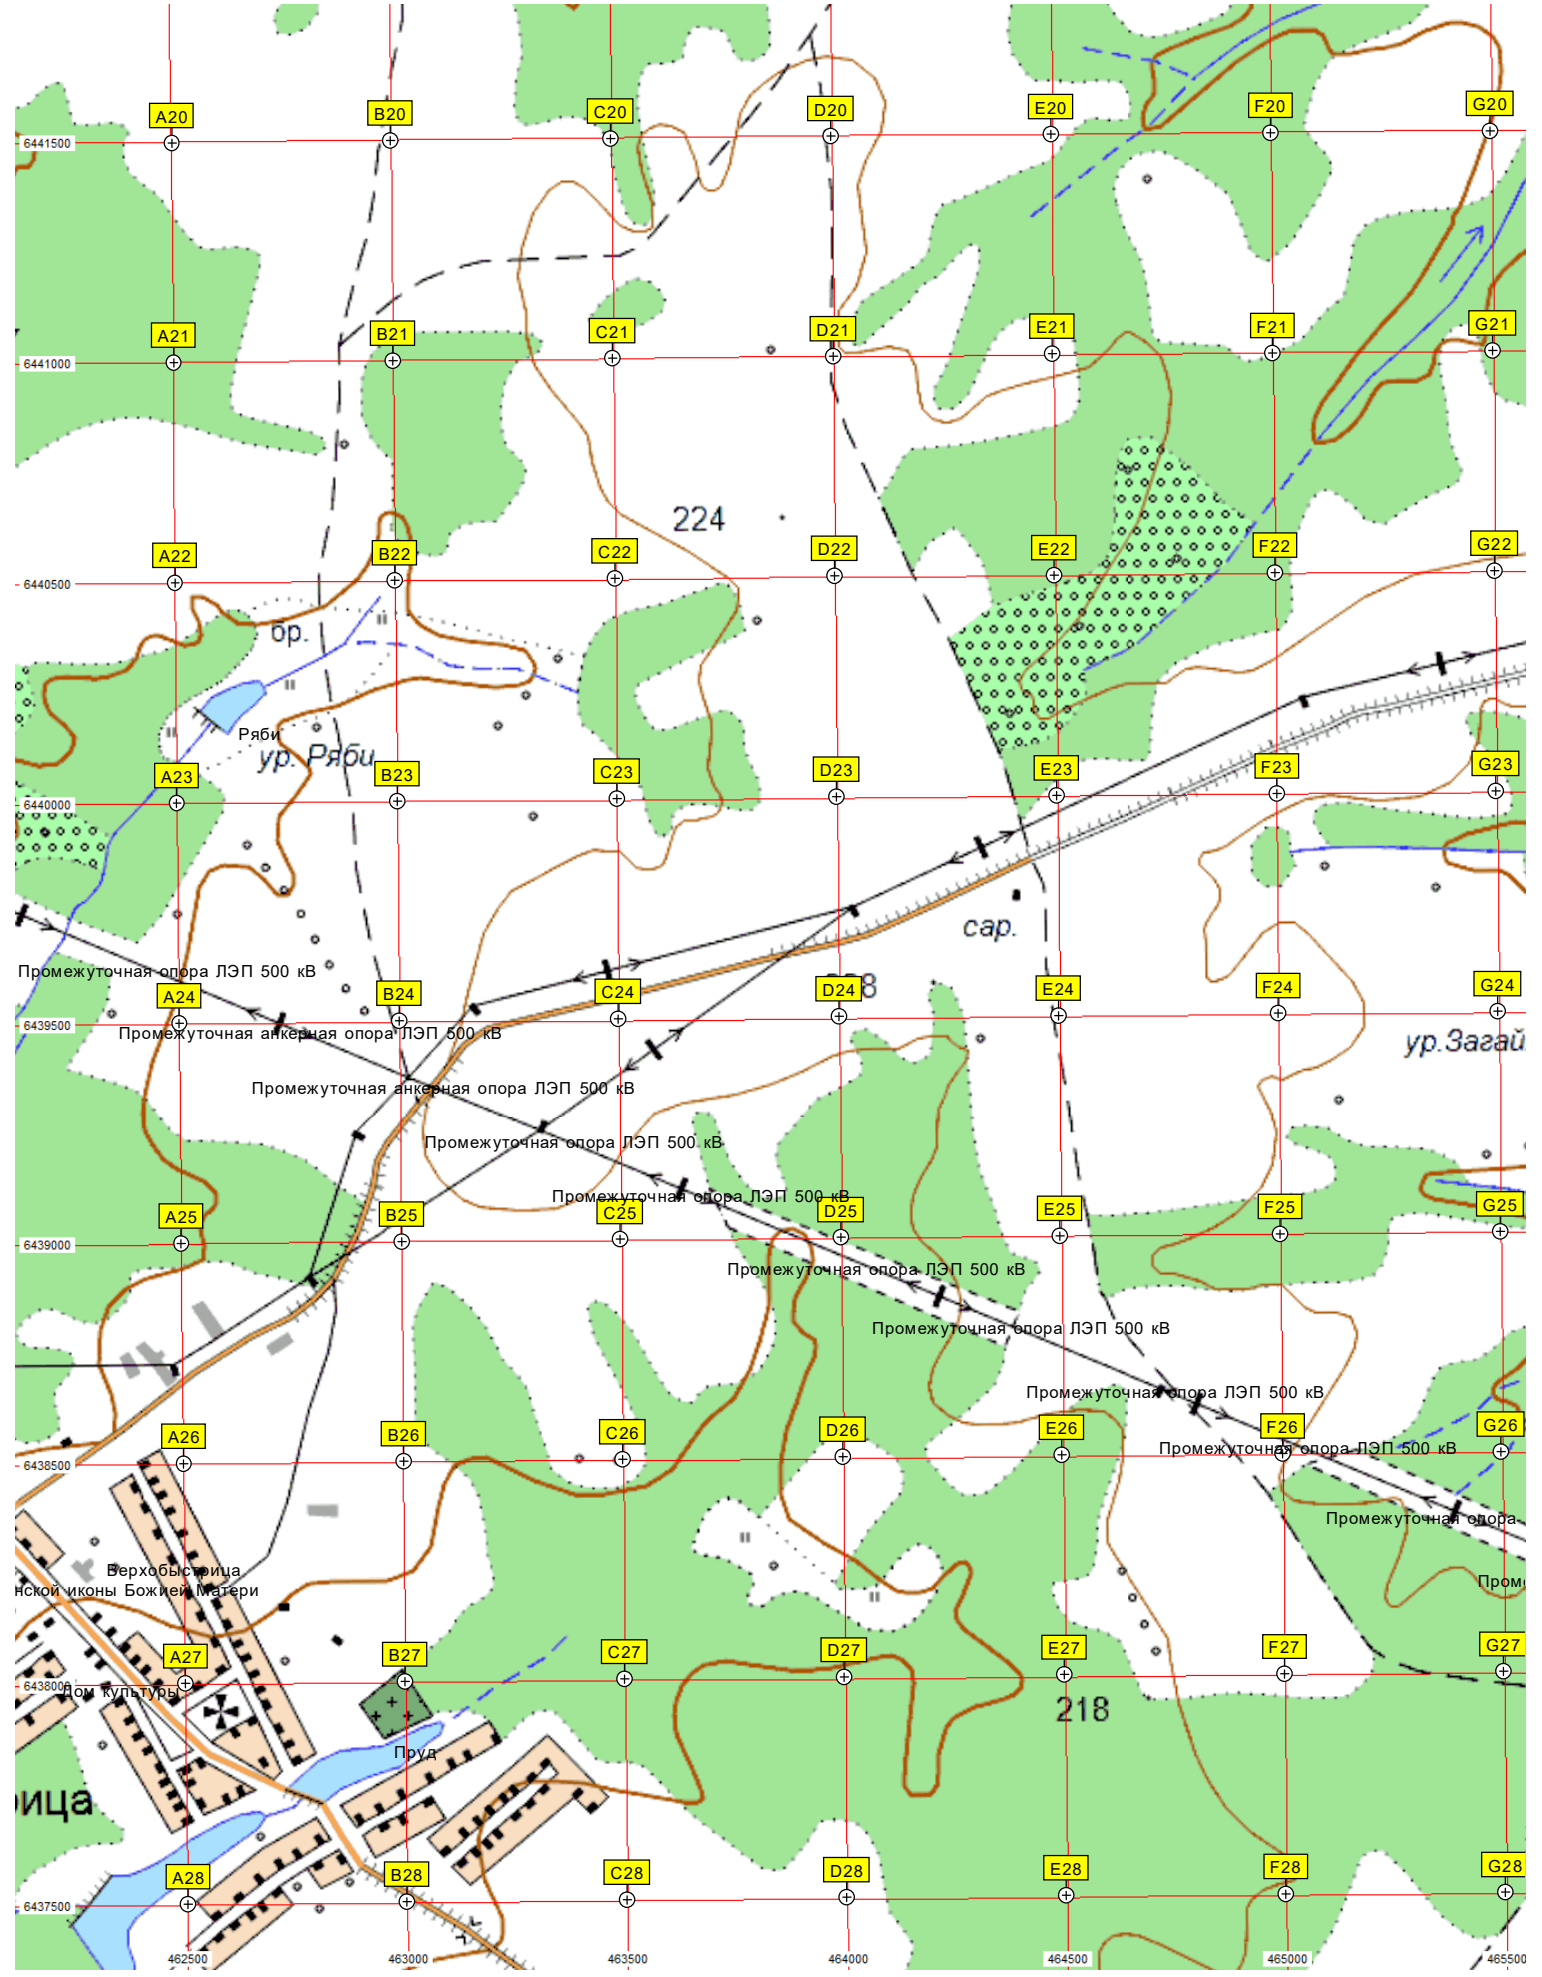 A20 B20 C20 D20 E20 F20 G20
6441500
A21 B21 C21 D21 E21 F21 G21
6441000
224
A22 B22 C22 D22 E22 F22 G22
6440500
бр.
Ряби
ур. Ряби
A23 B23 C23 D23 E23 F23 G23
6440000
сар.
Промежуточная опора ЛЭП 500 кВ
A24 B24 C24 D24 8 E24 F24 G24
6439500
Промежуточная анкерная опора ЛЭП 500 кВ
ур.Загай
Промежуточная анкерная опора ЛЭП 500 кВ
Промежуточная опора ЛЭП 500 кВ
Промежуточная опора ЛЭП 500 кВ
A25 B25 C25 D25 E25 F25 G25
6439000
Промежуточная опора ЛЭП 500 кВ
Промежуточная опора ЛЭП 500 кВ
Промежуточная опора ЛЭП 500 кВ
A26 B26 C26 D26 E26 F26 G26
Промежуточная опора ЛЭП 500 кВ
6438500
Промежуточная опора
Верхобыстрица
нской иконы Божией Матери
Пром
A27 B27 C27 D27 E27 F27 G27
6438000
Дом культуры
218
Пруд
рица
A28 B28 C28 D28 E28 F28 G28
6437500
462500 463000 463500 464000 464500 465000 465500